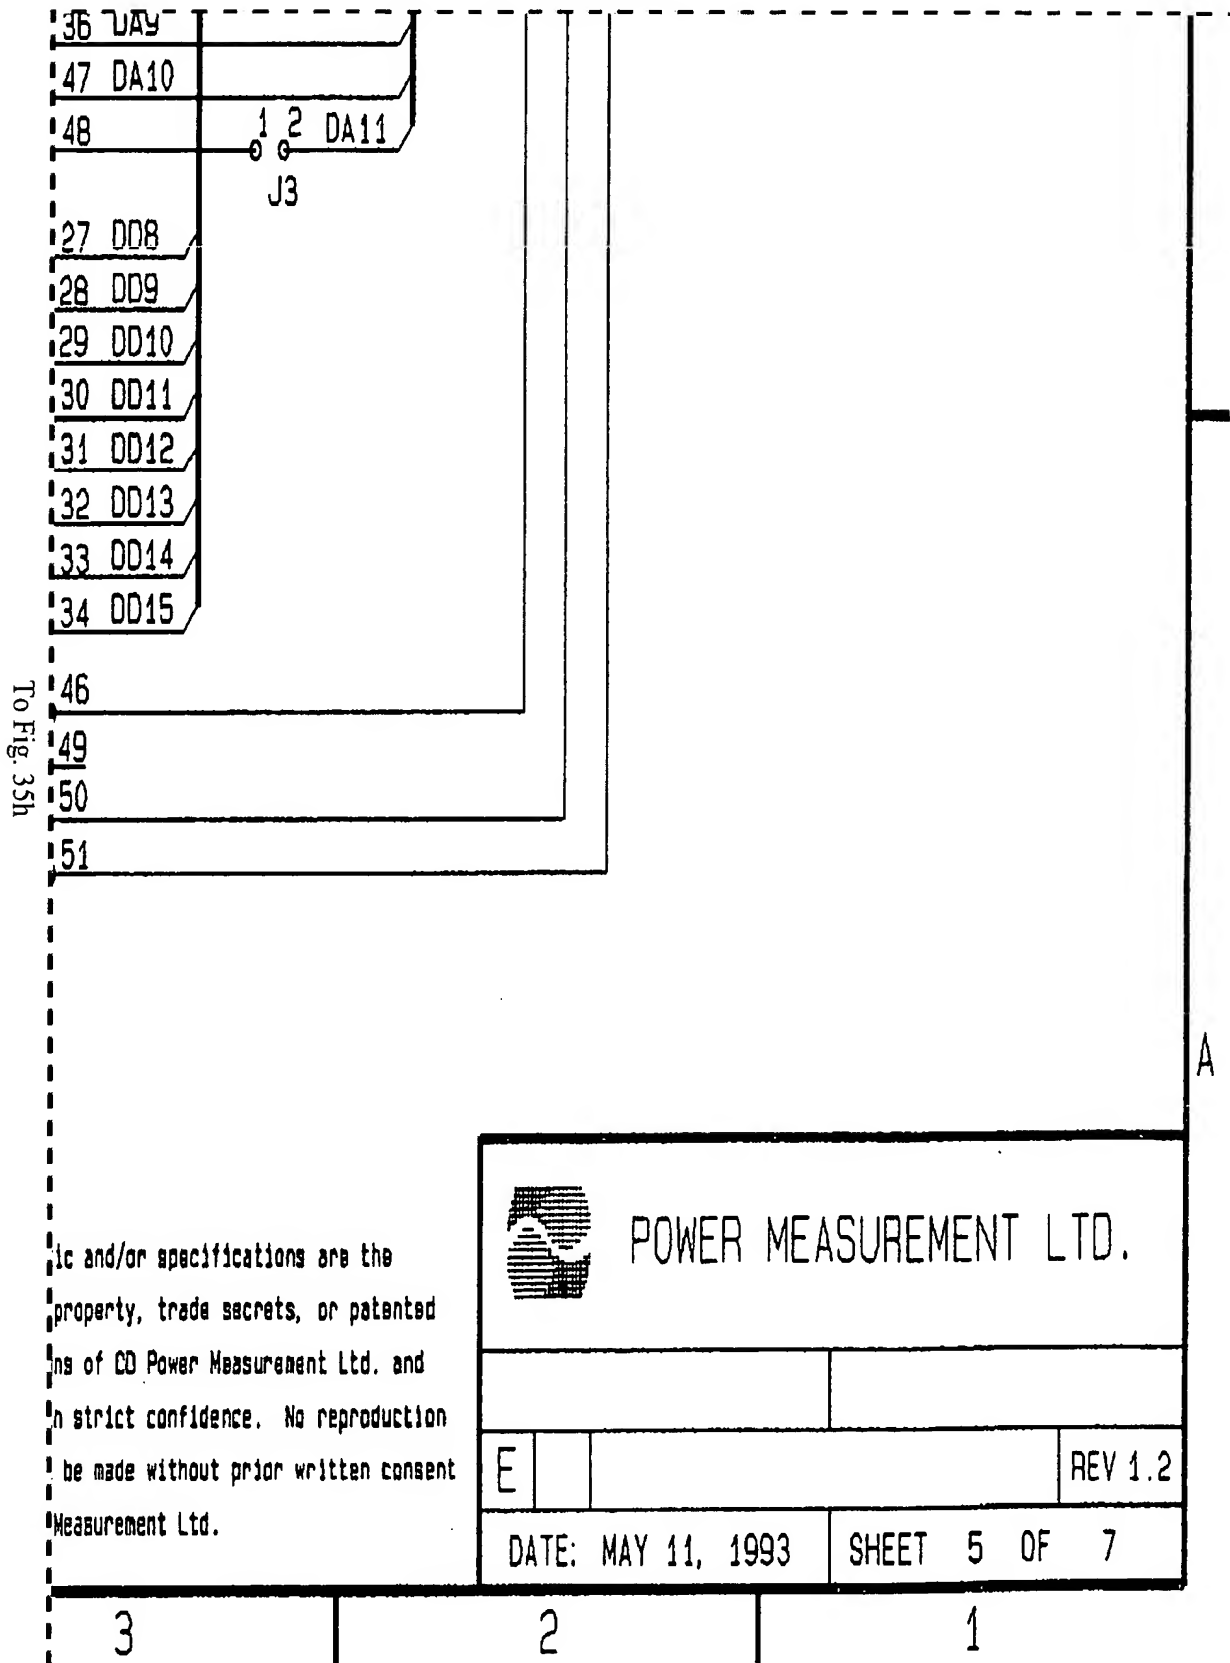 36 DA9
47 DA10
48 1 2 DA11
J3
27 DD8
28 DD9
29 DD10
30 DD11
31 DD12
32 DD13
33 DD14
34 DD15
46
49
50
51
To Fig. 35h
A
POWER MEASUREMENT LTD.
ic and/or specifications are the
property, trade secrets, or patented
ns of CD Power Measurement Ltd. and
n strict confidence. No reproduction
be made without prior written consent
Measurement Ltd.
E
REV 1.2
DATE: MAY 11, 1993
SHEET 5 OF 7
3 2 1